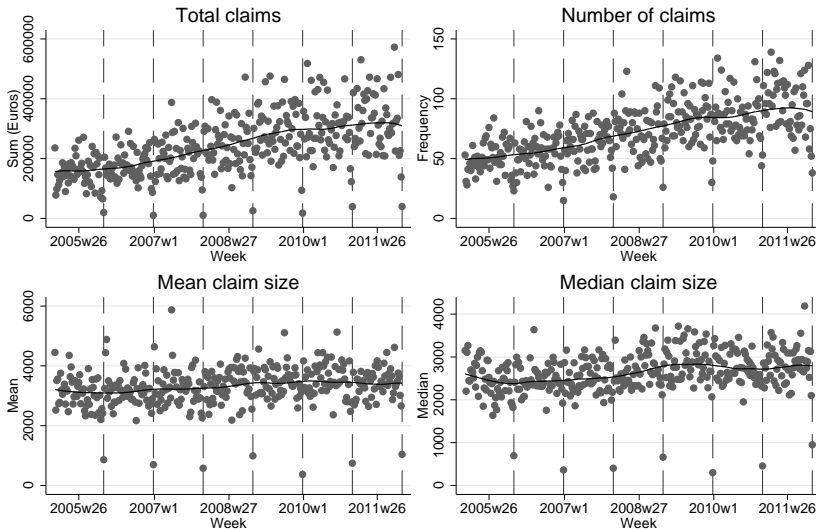 Total claims
Sum (Euros)
0
200000
400000
600000
2005w26
2007w1
2008w27
2010w1
2011w26
Week
Number of claims
Frequency
0
50
100
150
2005w26
2007w1
2008w27
2010w1
2011w26
Week
Mean claim size
Mean
0
2000
4000
6000
2005w26
2007w1
2008w27
2010w1
2011w26
Week
Median claim size
Median
0
1000
2000
3000
4000
2005w26
2007w1
2008w27
2010w1
2011w26
Week